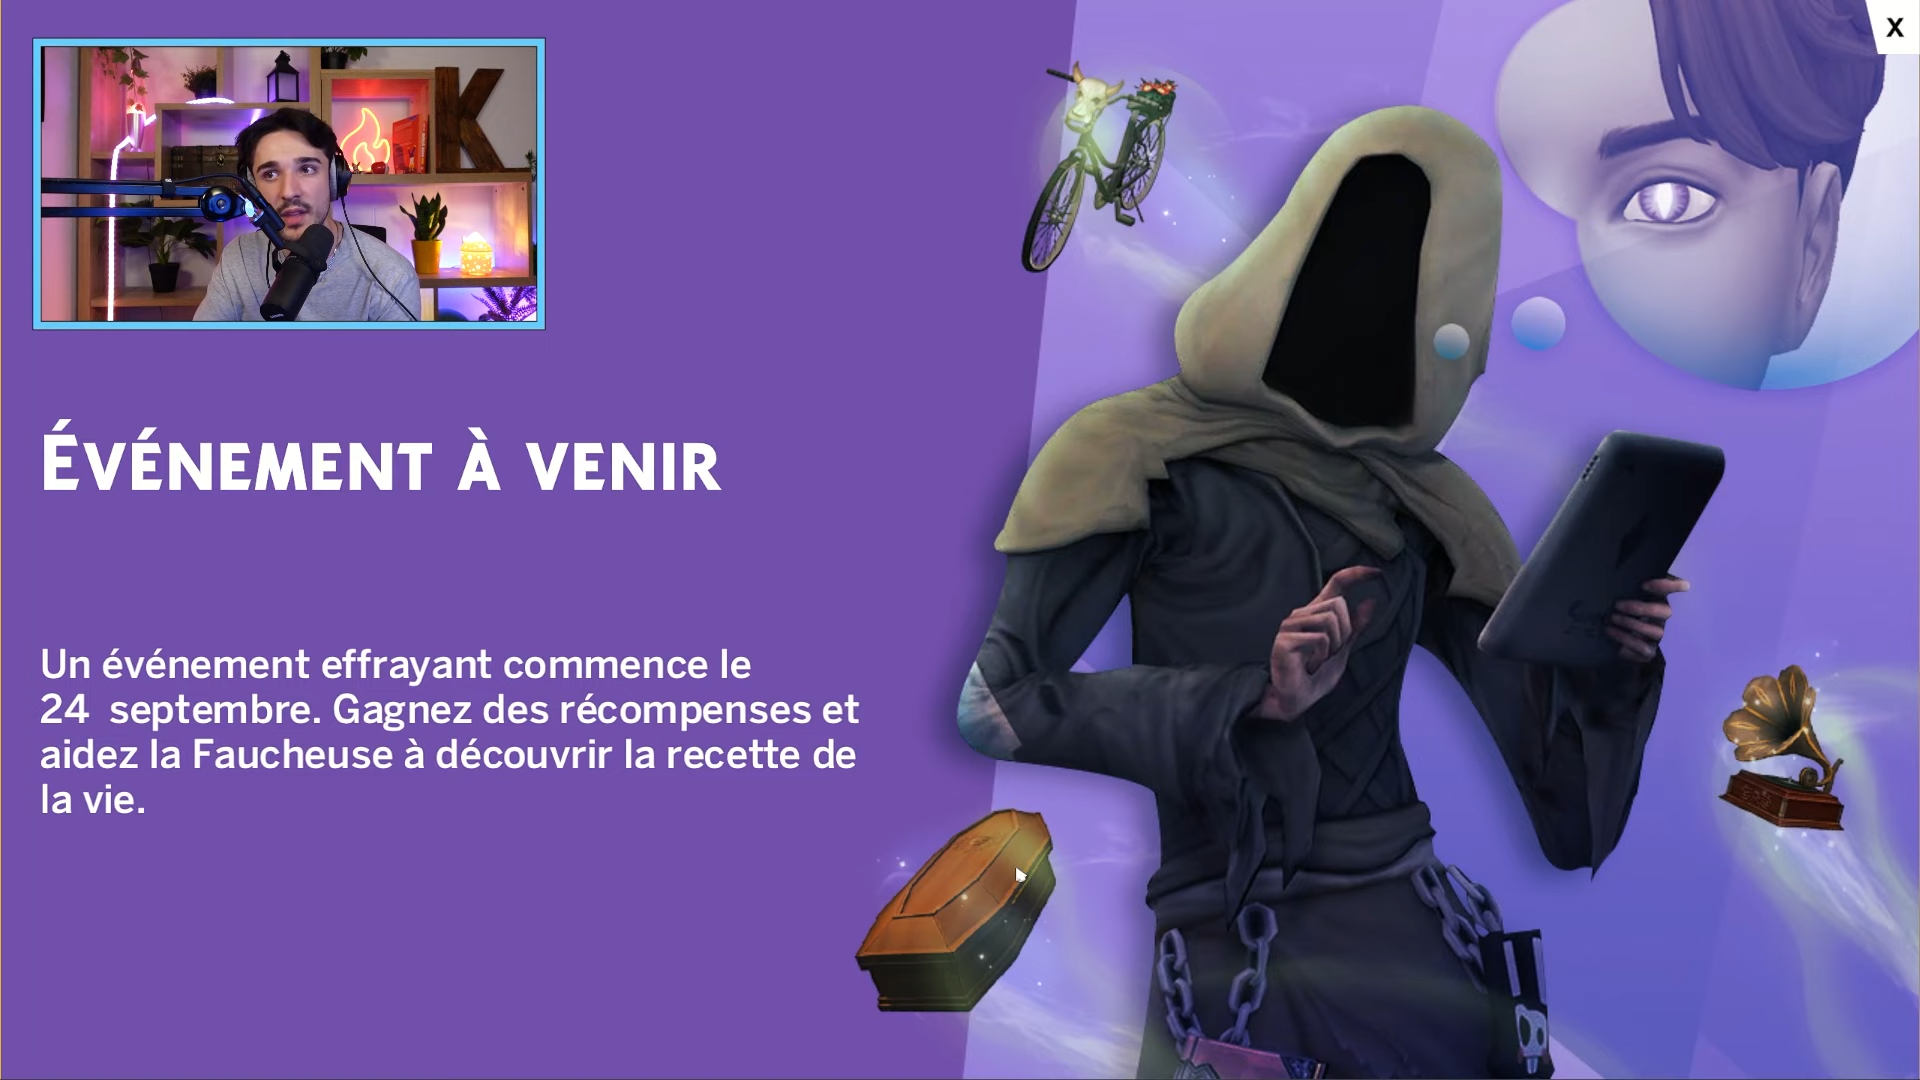 X
K
ÉVÉNEMENT À VENIR
Un événement effrayant commence le
24 septembre. Gagnez des récompenses et
aidez la Faucheuse à découvrir la recette de
la vie.